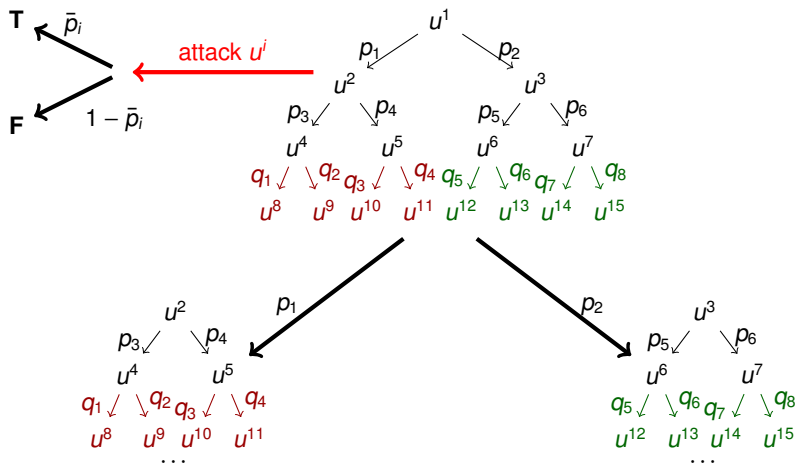 T p̄ᵢ u¹
attack uⁱ p₁ p₂
F 1 − p̄ᵢ u² u³
p₃ p₄ p₅ p₆
u⁴ u⁵ u⁶ u⁷
q₁ q₂ q₃ q₄ q₅ q₆ q₇ q₈
u⁸ u⁹ u¹⁰ u¹¹ u¹² u¹³ u¹⁴ u¹⁵
p₁ p₂
u² u³
p₃ p₄ p₅ p₆
u⁴ u⁵ u⁶ u⁷
q₁ q₂ q₃ q₄ q₅ q₆ q₇ q₈
u⁸ u⁹ u¹⁰ u¹¹ u¹² u¹³ u¹⁴ u¹⁵
... ...